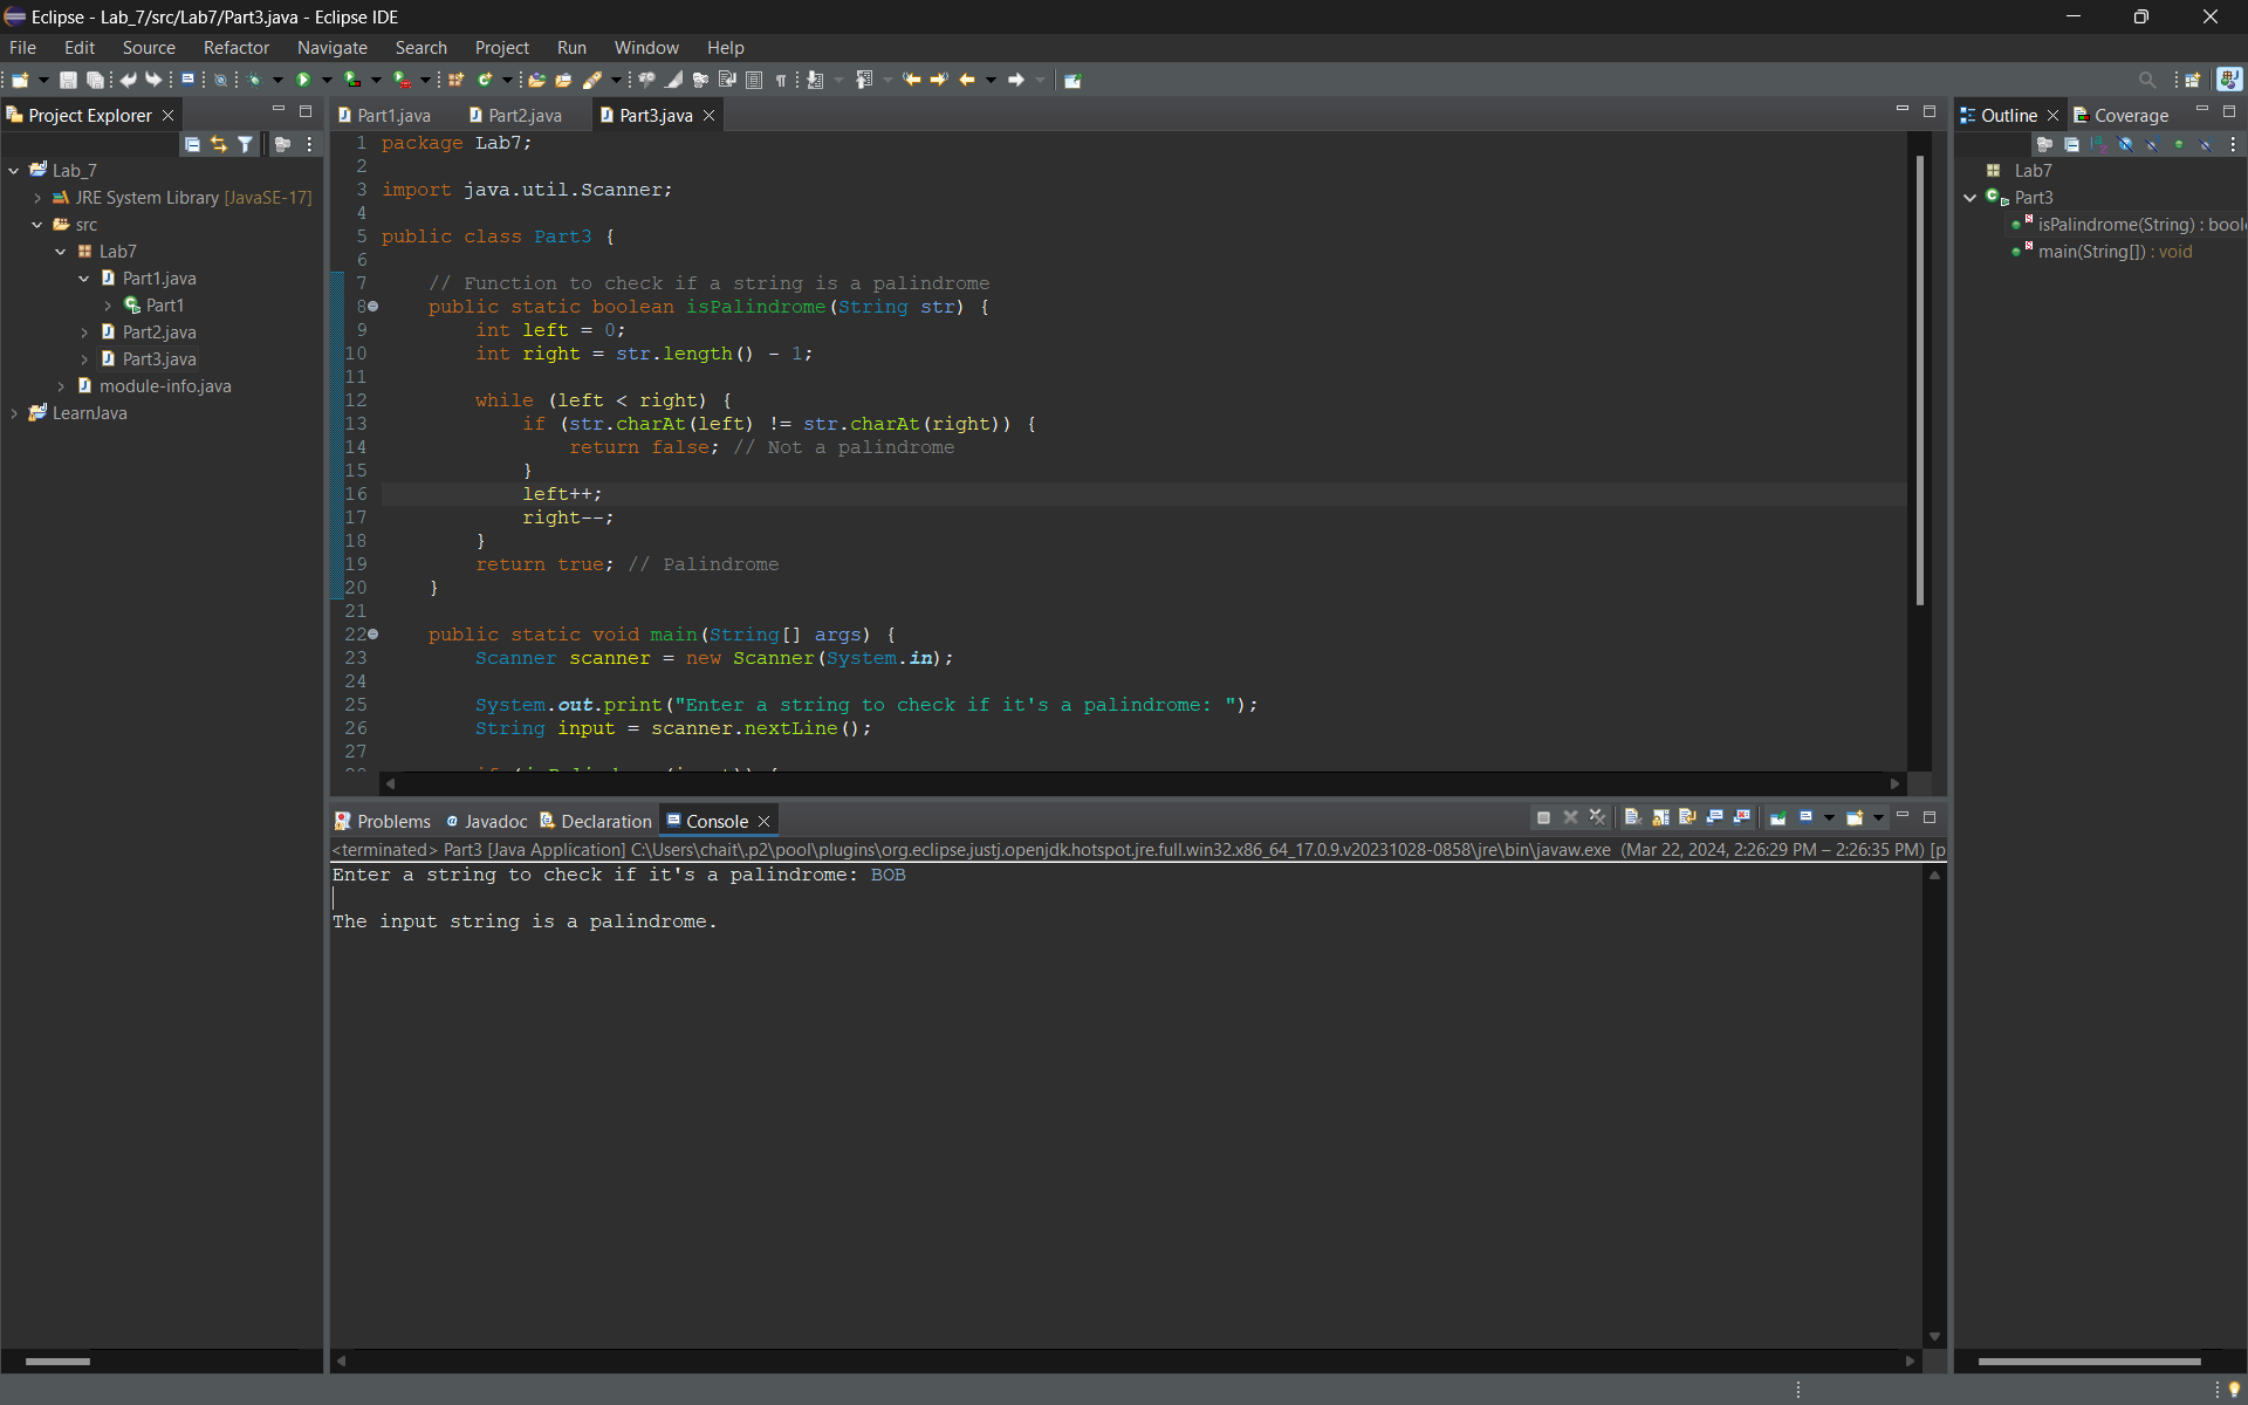 Eclipse - Lab_7/src/Lab7/Part3.java - Eclipse IDE
File Edit Source Refactor Navigate Search Project Run Window Help
Project Explorer
Lab_7
JRE System Library [JavaSE-17]
src
Lab7
Part1.java
Part1
Part2.java
Part3.java
module-info.java
LearnJava
Part1.java Part2.java Part3.java
1 package Lab7;
2
3 import java.util.Scanner;
4
5 public class Part3 {
6
7 // Function to check if a string is a palindrome
8 public static boolean isPalindrome(String str) {
9 int left = 0;
10 int right = str.length() - 1;
11
12 while (left < right) {
13 if (str.charAt(left) != str.charAt(right)) {
14 return false; // Not a palindrome
15 }
16 left++;
17 right--;
18 }
19 return true; // Palindrome
20 }
21
22 public static void main(String[] args) {
23 Scanner scanner = new Scanner(System.in);
24
25 System.out.print("Enter a string to check if it's a palindrome: ");
26 String input = scanner.nextLine();
27
Problems Javadoc Declaration Console
<terminated> Part3 [Java Application] C:\Users\chait\.p2\pool\plugins\org.eclipse.justj.openjdk.hotspot.jre.full.win32.x86_64_17.0.9.v20231028-0858\jre\bin\javaw.exe (Mar 22, 2024, 2:26:29 PM – 2:26:35 PM) [p
Enter a string to check if it's a palindrome: BOB
The input string is a palindrome.
Outline Coverage
Lab7
Part3
isPalindrome(String) : bool
main(String[]) : void